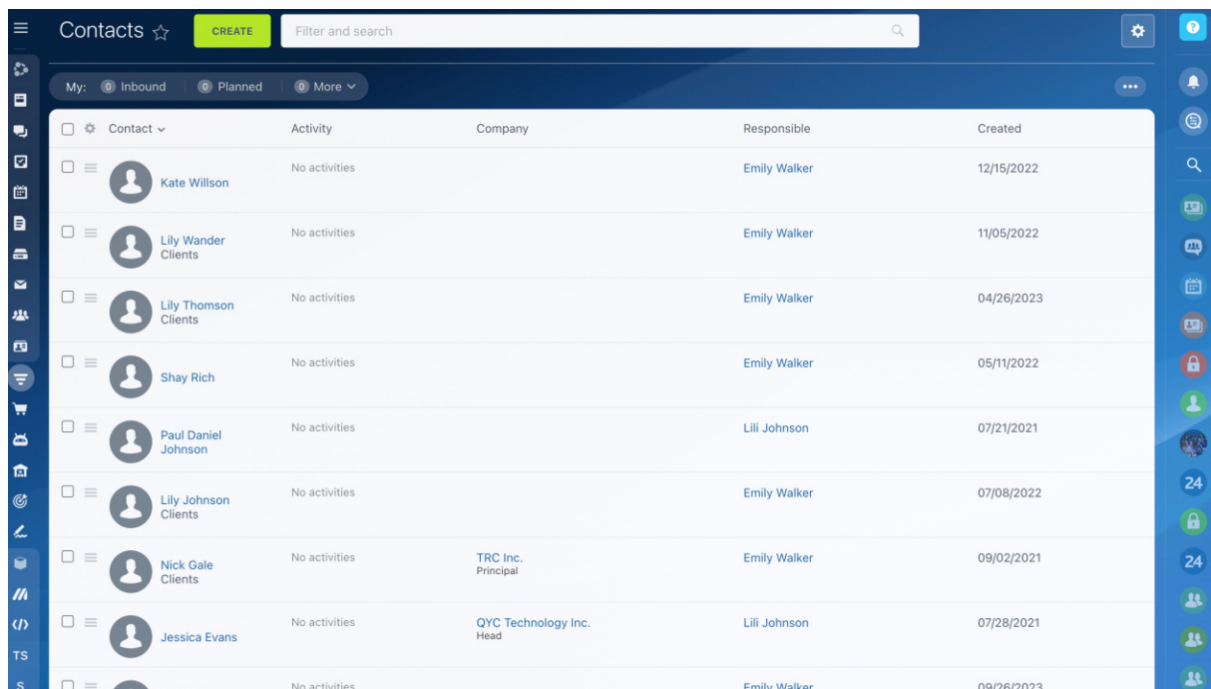 Contacts
CREATE
Filter and search
My: 0 Inbound 0 Planned 0 More
Contact Activity Company Responsible Created
Kate Willson No activities Emily Walker 12/15/2022
Lily Wander No activities Emily Walker 11/05/2022
Clients
Lily Thomson No activities Emily Walker 04/26/2023
Clients
Shay Rich No activities Emily Walker 05/11/2022
Paul Daniel No activities Lili Johnson 07/21/2021
Johnson
Lily Johnson No activities Emily Walker 07/08/2022
Clients
Nick Gale No activities TRC Inc. Emily Walker 09/02/2021
Clients Principal
Jessica Evans No activities QYC Technology Inc. Lili Johnson 07/28/2021
Head
No activities Emily Walker 09/26/2023
TS
S
24
24